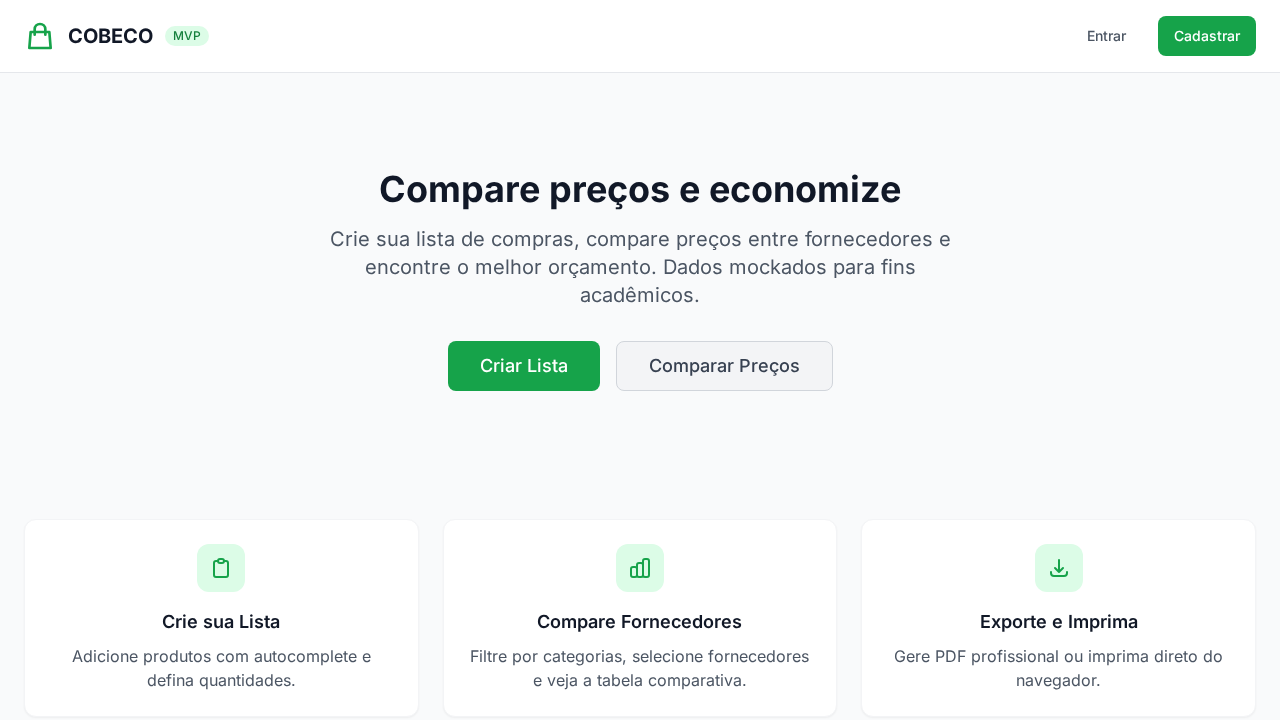 COBECO MVP Entrar Cadastrar
Compare preços e economize
Crie sua lista de compras, compare preços entre fornecedores e
encontre o melhor orçamento. Dados mockados para fins
acadêmicos.
Criar Lista Comparar Preços
Crie sua Lista
Adicione produtos com autocomplete e
defina quantidades.
Compare Fornecedores
Filtre por categorias, selecione fornecedores
e veja a tabela comparativa.
Exporte e Imprima
Gere PDF profissional ou imprima direto do
navegador.